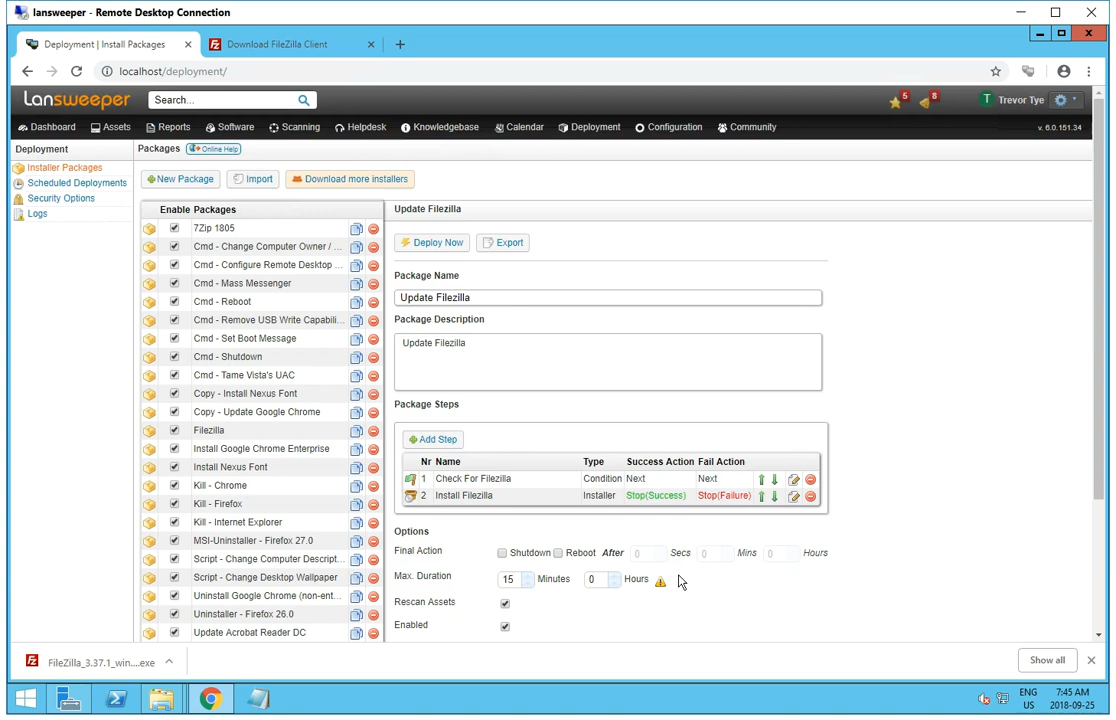 lansweeper - Remote Desktop Connection
Deployment | Install Packages
Download FileZilla Client
localhost/deployment/
Lansweeper
Search...
5
8
T Trevor Tye
Dashboard Assets Reports Software Scanning Helpdesk Knowledgebase Calendar Deployment Configuration Community
v. 6.0.151.34
Deployment
Installer Packages
Scheduled Deployments
Security Options
Logs
Packages Online Help
New Package Import Download more installers
Enable Packages
7Zip 1805
Cmd - Change Computer Owner / ...
Cmd - Configure Remote Desktop ...
Cmd - Mass Messenger
Cmd - Reboot
Cmd - Remove USB Write Capabili...
Cmd - Set Boot Message
Cmd - Shutdown
Cmd - Tame Vista's UAC
Copy - Install Nexus Font
Copy - Update Google Chrome
Filezilla
Install Google Chrome Enterprise
Install Nexus Font
Kill - Chrome
Kill - Firefox
Kill - Internet Explorer
MSI-Uninstaller - Firefox 27.0
Script - Change Computer Descript...
Script - Change Desktop Wallpaper
Uninstall Google Chrome (non-ent...
Uninstaller - Firefox 26.0
Update Acrobat Reader DC
Update Filezilla
Deploy Now Export
Package Name
Update Filezilla
Package Description
Update Filezilla
Package Steps
Add Step
Nr Name Type Success Action Fail Action
1 Check For Filezilla Condition Next Next
2 Install Filezilla Installer Stop(Success) Stop(Failure)
Options
Final Action Shutdown Reboot After 0 Secs 0 Mins 0 Hours
Max. Duration 15 Minutes 0 Hours
Rescan Assets
Enabled
FileZilla_3.37.1_win....exe
Show all
ENG
US
7:45 AM
2018-09-25